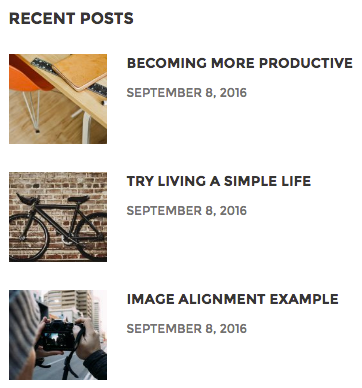 RECENT POSTS
BECOMING MORE PRODUCTIVE
SEPTEMBER 8, 2016
TRY LIVING A SIMPLE LIFE
SEPTEMBER 8, 2016
IMAGE ALIGNMENT EXAMPLE
SEPTEMBER 8, 2016